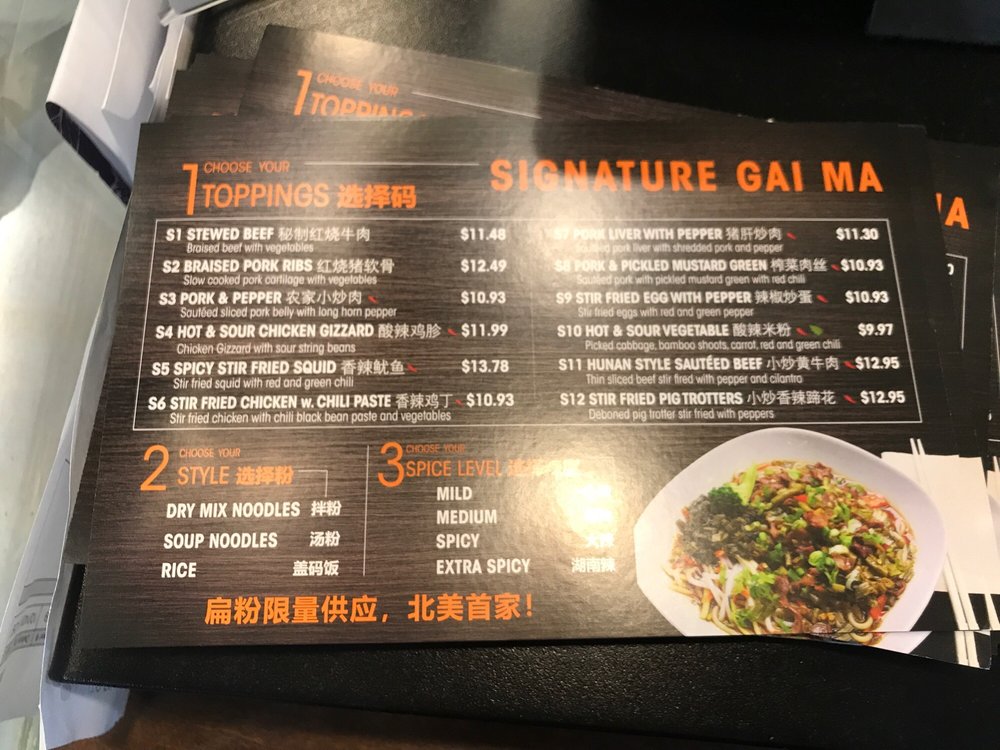 CHOOSE YOUR
1 TOPPINGS
1 CHOOSE YOUR
TOPPINGS 选择码
SIGNATURE GAI MA
S1 STEWED BEEF 秘制红烧牛肉 $11.48
Braised beef with vegetables
S2 BRAISED PORK RIBS 红烧猪软骨 $12.49
Slow cooked pork cartilage with vegetables
S3 PORK & PEPPER 农家小炒肉 $10.93
Sautéed sliced pork belly with long horn pepper
S4 HOT & SOUR CHICKEN GIZZARD 酸辣鸡胗 $11.99
Chicken Gizzard with sour string beans
S5 SPICY STIR FRIED SQUID 香辣鱿鱼 $13.78
Stir fried squid with red and green chili
S6 STIR FRIED CHICKEN w. CHILI PASTE 香辣鸡丁 $10.93
Stir fried chicken with chili black bean paste and vegetables
S7 PORK LIVER WITH PEPPER 猪肝炒肉 $11.30
Sautéed pork liver with shredded pork and pepper
S8 PORK & PICKLED MUSTARD GREEN 榨菜肉丝 $10.93
Sautéed pork with pickled mustard green with red chili
S9 STIR FRIED EGG WITH PEPPER 辣椒炒蛋 $10.93
Stir fried eggs with red and green pepper
S10 HOT & SOUR VEGETABLE 酸辣米粉 $9.97
Picked cabbage, bamboo shoots, carrot, red and green chili
S11 HUNAN STYLE SAUTÉED BEEF 小炒黄牛肉 $12.95
Thin sliced beef stir fired with pepper and cilantro
S12 STIR FRIED PIG TROTTERS 小炒香辣蹄花 $12.95
Deboned pig trotter stir fried with peppers
2 CHOOSE YOUR
STYLE 选择粉
DRY MIX NOODLES 拌粉
SOUP NOODLES 汤粉
RICE 盖码饭
3 CHOOSE YOUR
SPICE LEVEL
MILD
MEDIUM
SPICY
EXTRA SPICY 湖南辣
扁粉限量供应，北美首家！